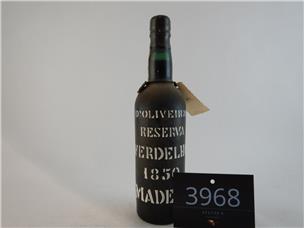 D'OLIVEIRA
RESERVA
VERDELH
1850
MADE
3968